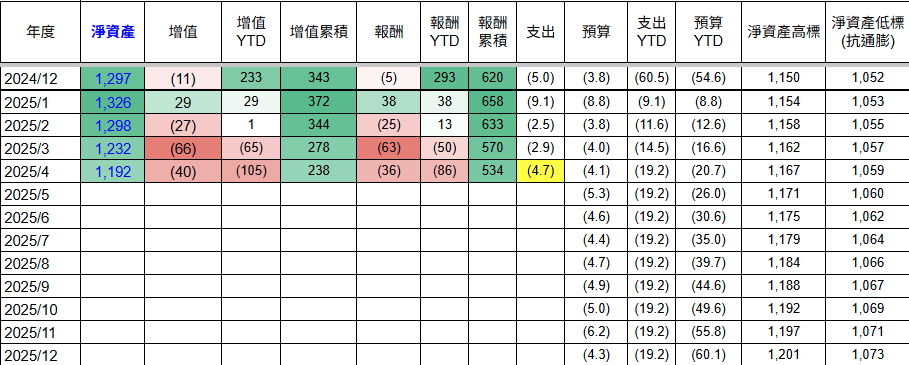 年度 淨資產 增值 增值 YTD 增值累積 報酬 報酬 YTD 報酬 累積 支出 預算 支出 YTD 預算 YTD 淨資產高標 淨資產低標 (抗通膨)
2024/12 1,297 (11) 233 343 (5) 293 620 (5.0) (3.8) (60.5) (54.6) 1,150 1,052
2025/1 1,326 29 29 372 38 38 658 (9.1) (8.8) (9.1) (8.8) 1,154 1,053
2025/2 1,298 (27) 1 344 (25) 13 633 (2.5) (3.8) (11.6) (12.6) 1,158 1,055
2025/3 1,232 (66) (65) 278 (63) (50) 570 (2.9) (4.0) (14.5) (16.6) 1,162 1,057
2025/4 1,192 (40) (105) 238 (36) (86) 534 (4.7) (4.1) (19.2) (20.7) 1,167 1,059
2025/5 (5.3) (19.2) (26.0) 1,171 1,060
2025/6 (4.6) (19.2) (30.6) 1,175 1,062
2025/7 (4.4) (19.2) (35.0) 1,179 1,064
2025/8 (4.7) (19.2) (39.7) 1,184 1,066
2025/9 (4.9) (19.2) (44.6) 1,188 1,067
2025/10 (5.0) (19.2) (49.6) 1,192 1,069
2025/11 (6.2) (19.2) (55.8) 1,197 1,071
2025/12 (4.3) (19.2) (60.1) 1,201 1,073